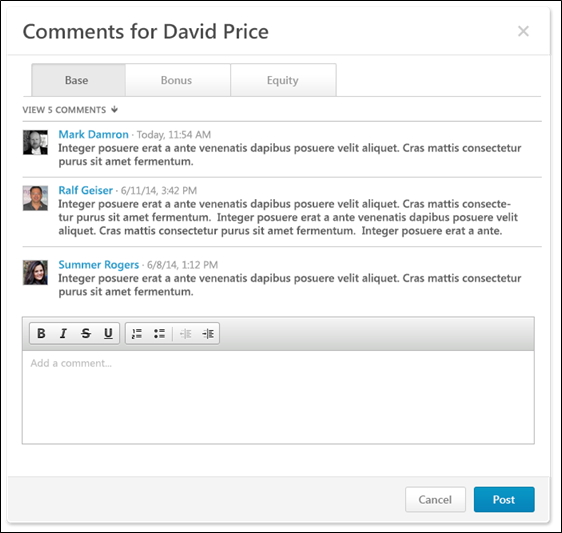 Comments for David Price
Base Bonus Equity
VIEW 5 COMMENTS
Mark Damron · Today, 11:54 AM
Integer posuere erat a ante venenatis dapibus posuere velit aliquet. Cras mattis consectetur
purus sit amet fermentum.
Ralf Geiser · 6/11/14, 3:42 PM
Integer posuere erat a ante venenatis dapibus posuere velit aliquet. Cras mattis consecte-
tur purus sit amet fermentum. Integer posuere erat a ante venenatis dapibus posuere velit
aliquet. Cras mattis consectetur purus sit amet fermentum. Integer posuere erat a ante.
Summer Rogers · 6/8/14, 1:12 PM
Integer posuere erat a ante venenatis dapibus posuere velit aliquet. Cras mattis consectetur
purus sit amet fermentum.
B I S U
Add a comment...
Cancel Post